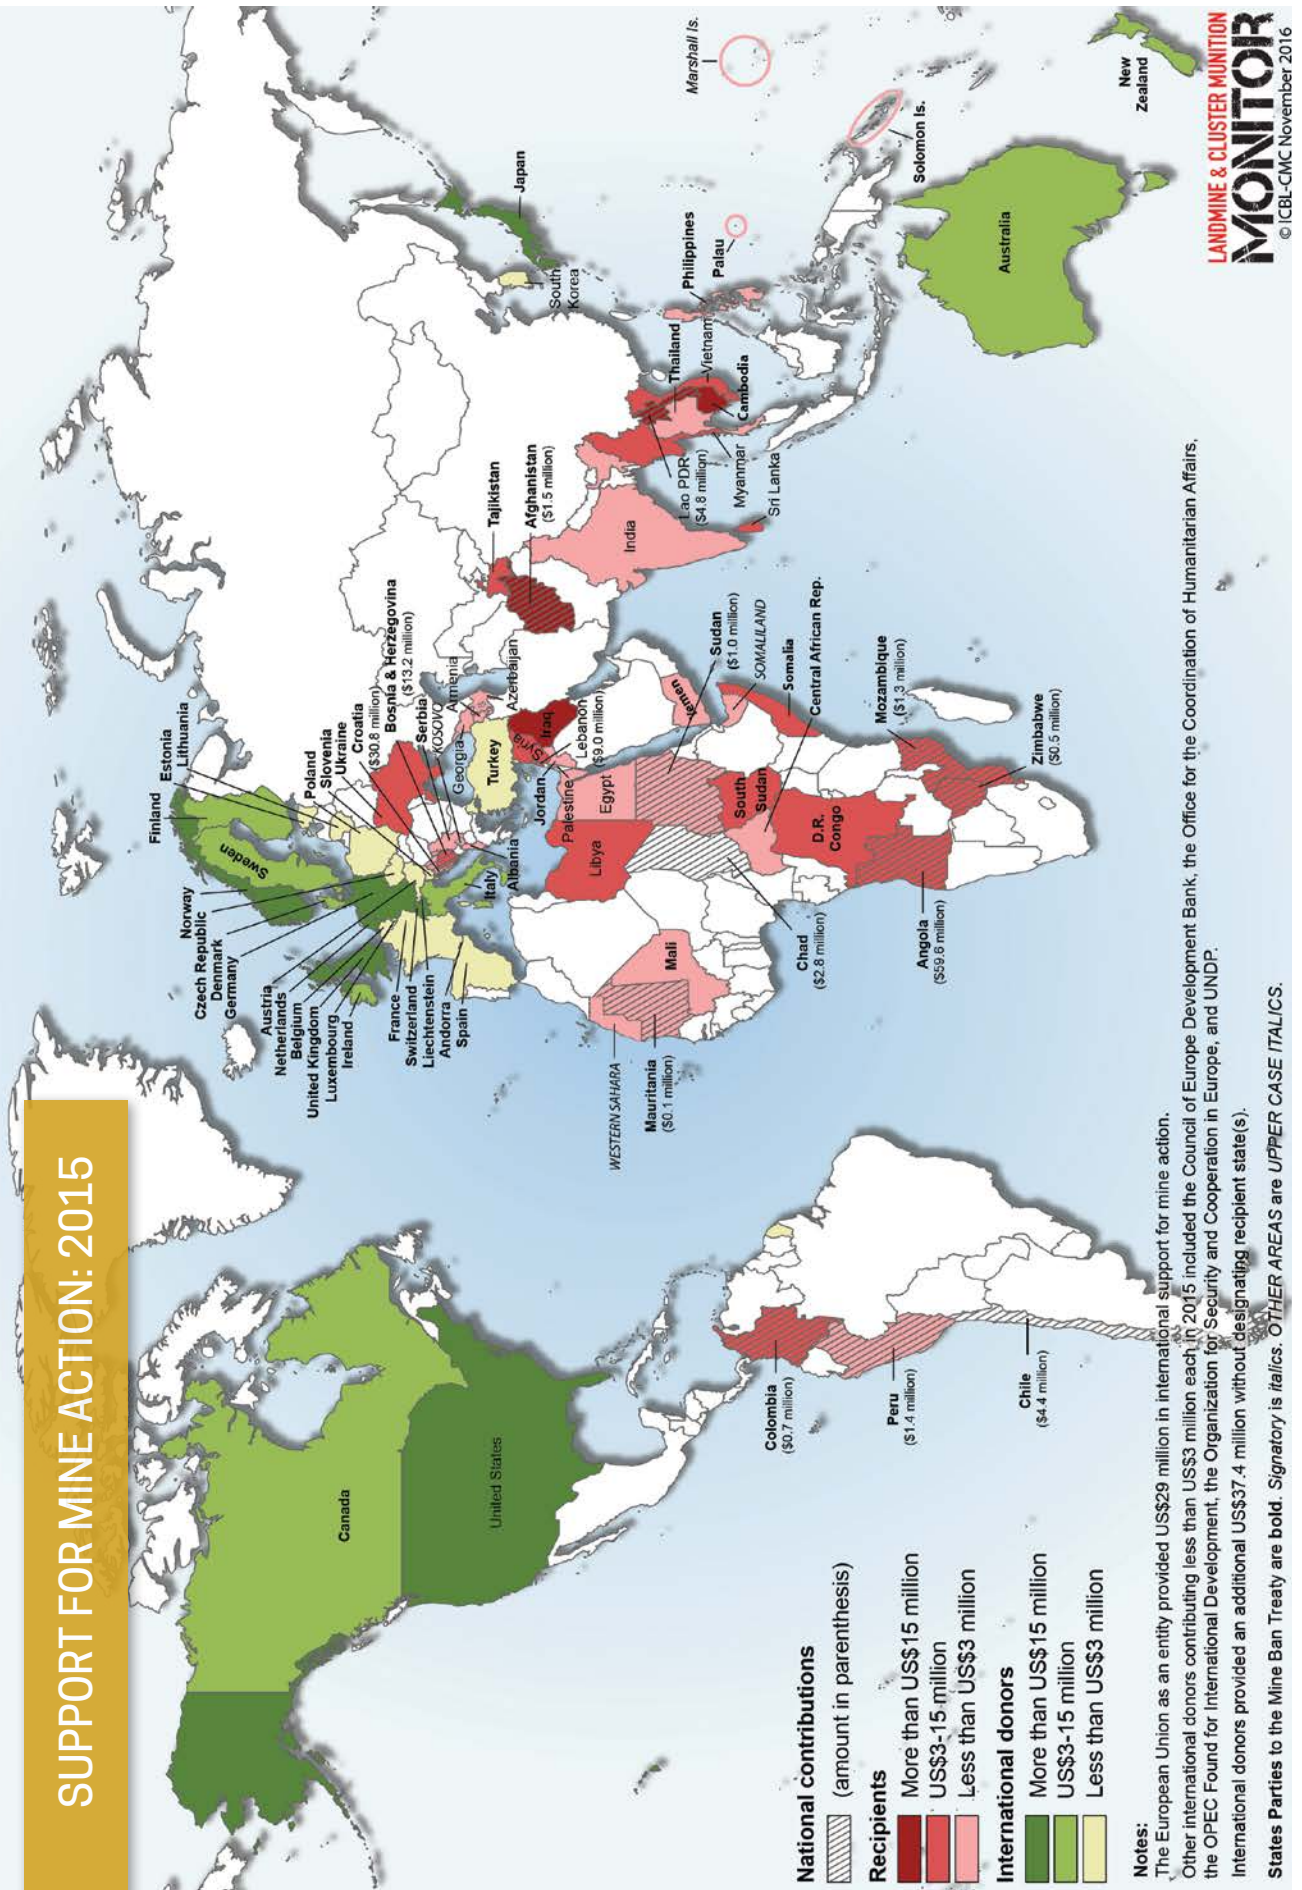 SUPPORT FOR MINE ACTION: 2015
Canada
United States
Colombia
($0.7 million)
Peru
($1.4 million)
Chile
($4.4 million)
Finland
Estonia
Lithuania
Sweden
Norway
Czech Republic
Denmark
Germany
Austria
Netherlands
Belgium
United Kingdom
Luxembourg
Ireland
France
Switzerland
Liechtenstein
Andorra
Spain
Poland
Slovenia
Ukraine
Croatia
($30.8 million)
Bosnia & Herzegovina
($13.2 million)
Serbia
KOSOVO
Armenia
Georgia
Azerbaijan
Turkey
Italy
Albania
Syria
Iraq
Lebanon
($9.0 million)
Jordan
Palestine
Egypt
Libya
Yemen
Sudan
($1.0 million)
SOMALILAND
Somalia
Central African Rep.
South
Sudan
D.R.
Congo
Mozambique
($1.3 million)
Zimbabwe
($0.5 million)
Chad
($2.8 million)
Angola
($59.6 million)
Mali
WESTERN SAHARA
Mauritania
($0.1 million)
Tajikistan
Afghanistan
($1.5 million)
India
Lao PDR
($4.8 million)
Myanmar
Sri Lanka
Thailand
Vietnam
Cambodia
Philippines
Palau
South
Korea
Japan
Marshall Is.
Solomon Is.
Australia
New
Zealand
National contributions
(amount in parenthesis)
Recipients
More than US$15 million
US$3-15 million
Less than US$3 million
International donors
More than US$15 million
US$3-15 million
Less than US$3 million
Notes:
The European Union as an entity provided US$29 million in international support for mine action.
Other international donors contributing less than US$3 million each in 2015 included the Council of Europe Development Bank, the Office for the Coordination of Humanitarian Affairs,
the OPEC Found for International Development, the Organization for Security and Cooperation in Europe, and UNDP.
International donors provided an additional US$37.4 million without designating recipient state(s).
States Parties to the Mine Ban Treaty are bold. Signatory is italics. OTHER AREAS are UPPER CASE ITALICS.
LANDMINE & CLUSTER MUNITION
MONITOR
© ICBL-CMC November 2016